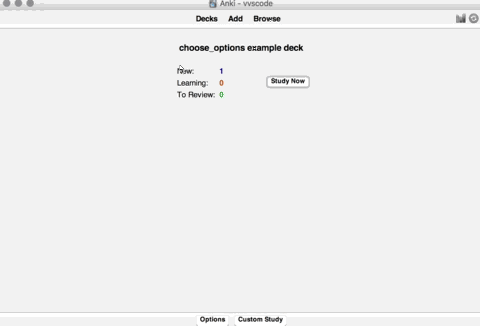 Anki - vvscode
Decks Add Browse
choose_options example deck
New: 1
Learning: 0
Study Now
To Review: 0
Options Custom Study